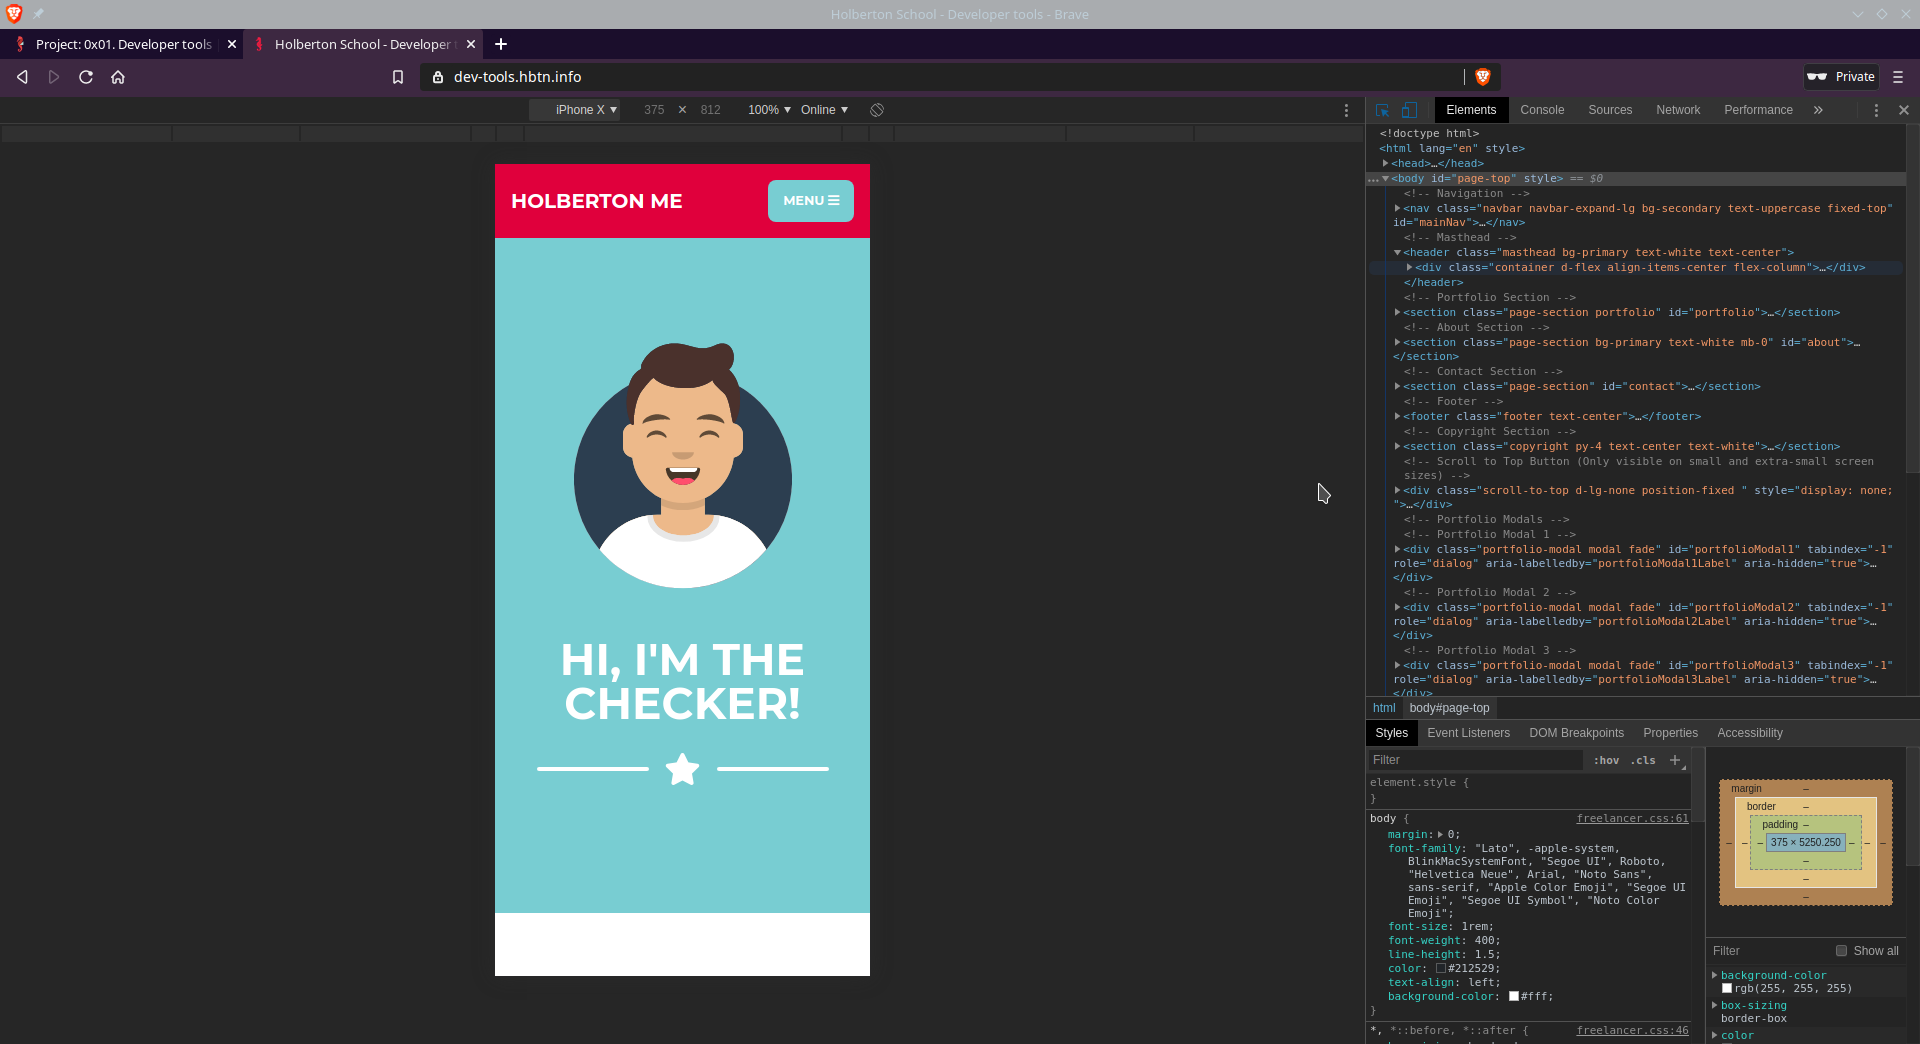 Holberton School - Developer tools - Brave
Project: 0x01. Developer tools
Holberton School - Developer t
dev-tools.hbtn.info
Private
iPhone X ▾ 375 × 812 100% ▾ Online ▾
Elements Console Sources Network Performance »
HOLBERTON ME
MENU
HI, I'M THE
CHECKER!
<!doctype html>
<html lang="en" style>
<head>…</head>
<body id="page-top" style> == $0
<!-- Navigation -->
<nav class="navbar navbar-expand-lg bg-secondary text-uppercase fixed-top"
id="mainNav">…</nav>
<!-- Masthead -->
<header class="masthead bg-primary text-white text-center">
<div class="container d-flex align-items-center flex-column">…</div>
</header>
<!-- Portfolio Section -->
<section class="page-section portfolio" id="portfolio">…</section>
<!-- About Section -->
<section class="page-section bg-primary text-white mb-0" id="about">…
</section>
<!-- Contact Section -->
<section class="page-section" id="contact">…</section>
<!-- Footer -->
<footer class="footer text-center">…</footer>
<!-- Copyright Section -->
<section class="copyright py-4 text-center text-white">…</section>
<!-- Scroll to Top Button (Only visible on small and extra-small screen
sizes) -->
<div class="scroll-to-top d-lg-none position-fixed " style="display: none;
">…</div>
<!-- Portfolio Modals -->
<!-- Portfolio Modal 1 -->
<div class="portfolio-modal modal fade" id="portfolioModal1" tabindex="-1"
role="dialog" aria-labelledby="portfolioModal1Label" aria-hidden="true">…
</div>
<!-- Portfolio Modal 2 -->
<div class="portfolio-modal modal fade" id="portfolioModal2" tabindex="-1"
role="dialog" aria-labelledby="portfolioModal2Label" aria-hidden="true">…
</div>
<!-- Portfolio Modal 3 -->
<div class="portfolio-modal modal fade" id="portfolioModal3" tabindex="-1"
role="dialog" aria-labelledby="portfolioModal3Label" aria-hidden="true">…
</div>
html body#page-top
Styles Event Listeners DOM Breakpoints Properties Accessibility
Filter :hov .cls +
element.style {
}
body { freelancer.css:61
margin: 0;
font-family: "Lato", -apple-system,
BlinkMacSystemFont, "Segoe UI", Roboto,
"Helvetica Neue", Arial, "Noto Sans",
sans-serif, "Apple Color Emoji", "Segoe UI
Emoji", "Segoe UI Symbol", "Noto Color
Emoji";
font-size: 1rem;
font-weight: 400;
line-height: 1.5;
color: #212529;
text-align: left;
background-color: #fff;
}
*, *::before, *::after { freelancer.css:46
margin –
border –
padding –
– – – 375 × 5250.250 – – –
–
–
–
Filter Show all
background-color
rgb(255, 255, 255)
box-sizing
border-box
color